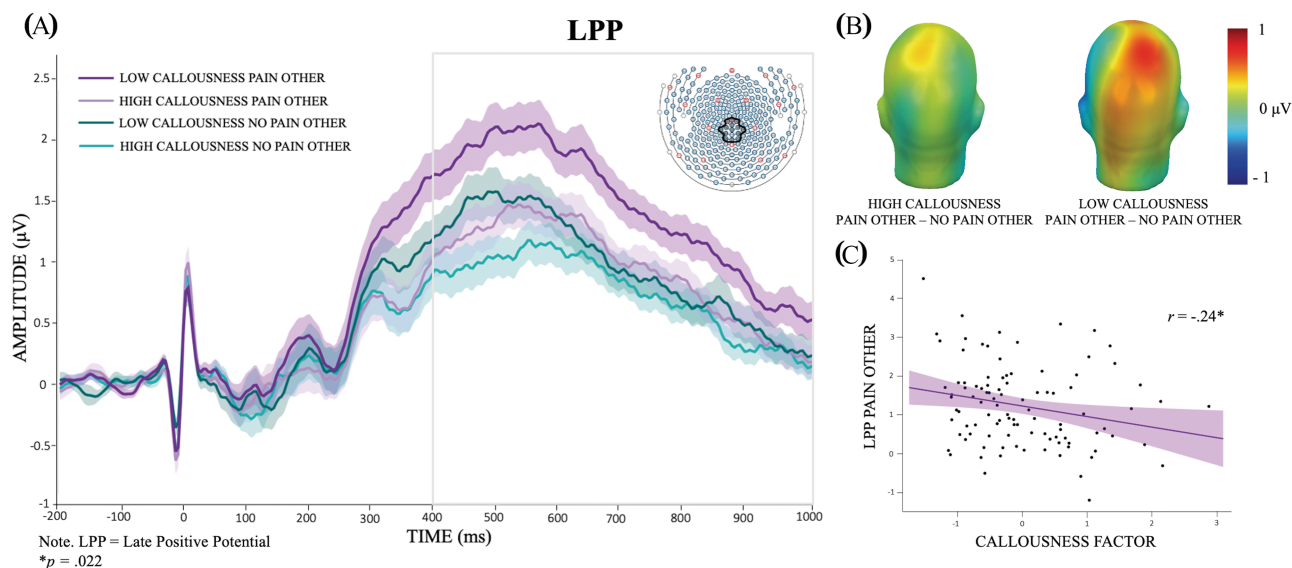 (A)
LPP
LOW CALLOUSNESS PAIN OTHER
HIGH CALLOUSNESS PAIN OTHER
LOW CALLOUSNESS NO PAIN OTHER
HIGH CALLOUSNESS NO PAIN OTHER
AMPLITUDE (µV)
2.5
2
1.5
1
0.5
0
-0.5
-1
-200
-100
0
100
200
300
400
500
600
700
800
900
1000
TIME (ms)
Note. LPP = Late Positive Potential
*p = .022
(B)
HIGH CALLOUSNESS
PAIN OTHER – NO PAIN OTHER
LOW CALLOUSNESS
PAIN OTHER – NO PAIN OTHER
1
0 µV
- 1
(C)
r = -.24*
LPP PAIN OTHER
5
4
3
2
1
0
-1
-1
0
1
2
3
CALLOUSNESS FACTOR